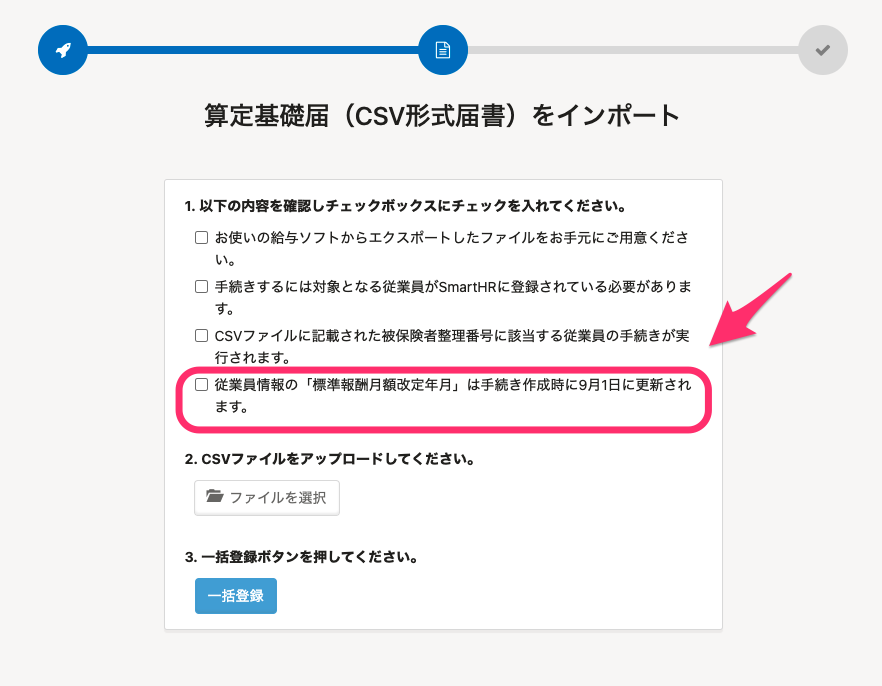 算定基礎届（CSV形式届書）をインポート
1. 以下の内容を確認しチェックボックスにチェックを入れてください。
お使いの給与ソフトからエクスポートしたファイルをお手元にご用意くださ
い。
手続きするには対象となる従業員がSmartHRに登録されている必要がありま
す。
CSVファイルに記載された被保険者整理番号に該当する従業員の手続きが実
行されます。
従業員情報の「標準報酬月額改定年月」は手続き作成時に9月1日に更新され
ます。
2. CSVファイルをアップロードしてください。
ファイルを選択
3. 一括登録ボタンを押してください。
一括登録